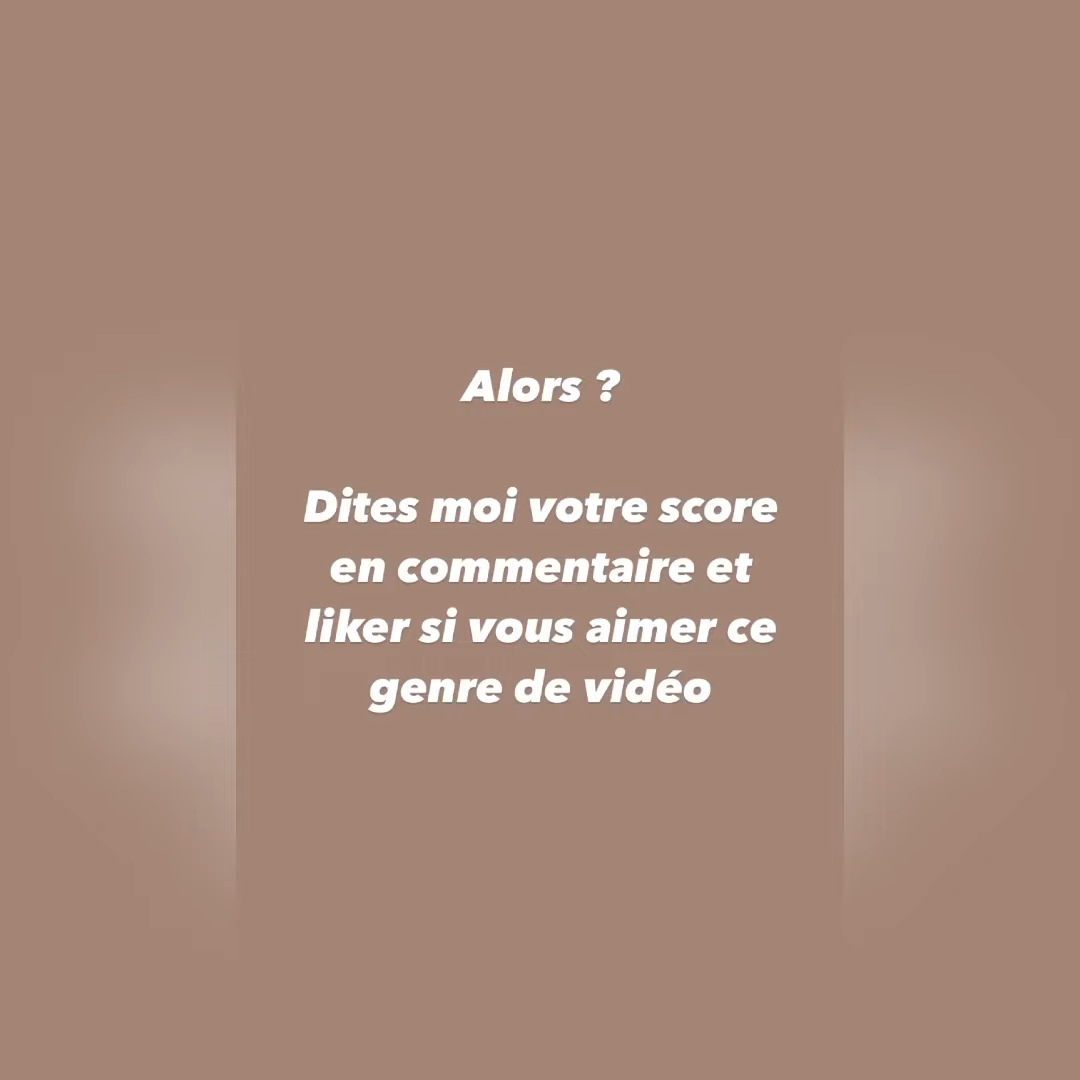 Alors ?
Dites moi votre score
en commentaire et
liker si vous aimer ce
genre de vidéo